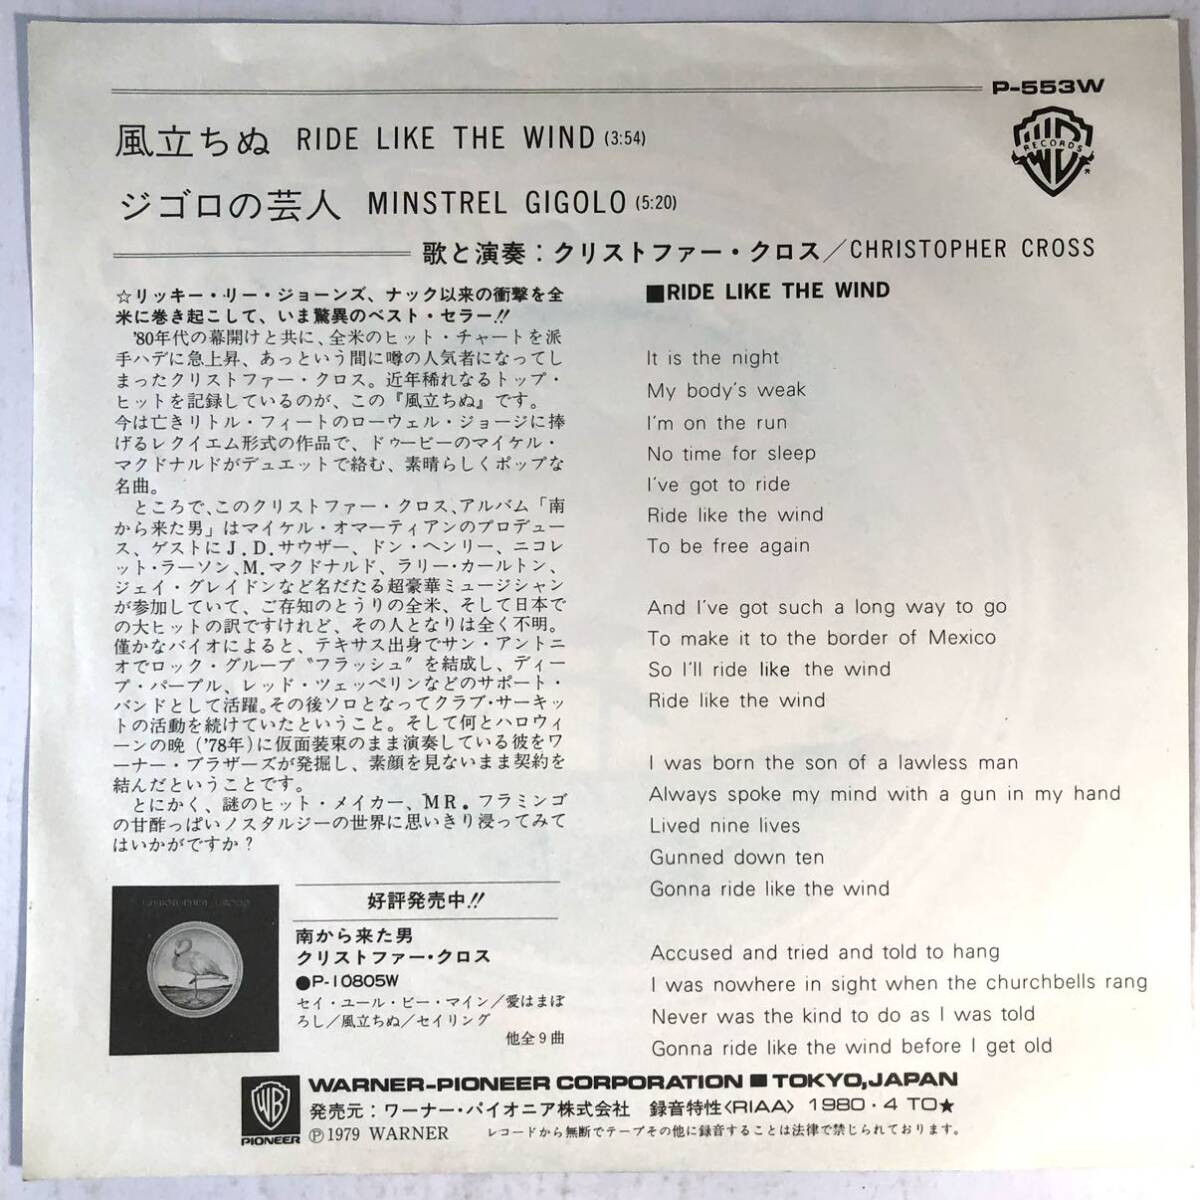 P-553W
風立ちぬ RIDE LIKE THE WIND (3:54)
WB
RECORDS
ジゴロの芸人 MINSTREL GIGOLO (5:20)
歌と演奏：クリストファー・クロス／CHRISTOPHER CROSS
☆リッキー・リー・ジョーンズ、ナック以来の衝撃を全
米に巻き起こして、いま驚異のベスト・セラー!!
'80年代の幕開けと共に、全米のヒット・チャートを派
手ハデに急上昇、あっという間に噂の人気者になってし
まったクリストファー・クロス。近年稀れなるトップ・
ヒットを記録しているのが、この『風立ちぬ』です。
今は亡きリトル・フィートのローウェル・ジョージに捧
げるレクイエム形式の作品で、ドゥービーのマイケル・
マクドナルドがデュエットで絡む、素晴らしくポップな
名曲。
ところで、このクリストファー・クロス、アルバム「南
から来た男」はマイケル・オマーティアンのプロデュー
ス、ゲストにJ.D.サウザー、ドン・ヘンリー、ニコレ
ット・ラーソン、M.マクドナルド、ラリー・カールトン、
ジェイ・グレイドンなど名だたる超豪華ミュージシャン
が参加していて、ご存知のとうりの全米、そして日本で
の大ヒットの訳ですけれど、その人となりは全く不明。
僅かなバイオによると、テキサス出身でサン・アントニ
オでロック・グループ〝フラッシュ〟を結成し、ディー
プ・パープル、レッド・ツェッペリンなどのサポート・
バンドとして活躍。その後ソロとなってクラブ・サーキッ
トの活動を続けていたということ。そして何とハロウィ
ーンの晩（'78年）に仮面装束のまま演奏している彼をワ
ーナー・ブラザーズが発掘し、素顔を見ないまま契約を
結んだということです。
とにかく、謎のヒット・メイカー、MR.フラミンゴ
の甘酢っぱいノスタルジーの世界に思いきり浸ってみて
はいかがですか？
CHRISTOPHER CROSS
好評発売中!!
南から来た男
クリストファー・クロス
●P-10805W
セイ・ユール・ビー・マイン／愛はまぼ
ろし／風立ちぬ／セイリング
他全9曲
■RIDE LIKE THE WIND
It is the night
My body's weak
I'm on the run
No time for sleep
I've got to ride
Ride like the wind
To be free again
And I've got such a long way to go
To make it to the border of Mexico
So I'll ride like the wind
Ride like the wind
I was born the son of a lawless man
Always spoke my mind with a gun in my hand
Lived nine lives
Gunned down ten
Gonna ride like the wind
Accused and tried and told to hang
I was nowhere in sight when the churchbells rang
Never was the kind to do as I was told
Gonna ride like the wind before I get old
WB
PIONEER
WARNER-PIONEER CORPORATION ■ TOKYO,JAPAN
発売元：ワーナー・パイオニア株式会社 録音特性〈RIAA〉 1980・4 TO★
Ⓟ1979 WARNER レコードから無断でテープその他に録音することは法律で禁じられております。